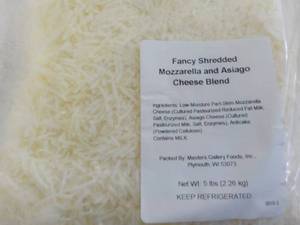 Fancy Shredded
Mozzarella and Asiago
Cheese Blend
Ingredients: Low Moisture Part-Skim Mozzarella
Cheese (Cultured Pasteurized Reduced Fat Milk,
Salt, Enzymes), Asiago Cheese (Cultured
Pasteurized Milk, Salt, Enzymes), Anticake
(Powdered Cellulose)
Contains MILK
Packed By: Masters Gallery Foods, Inc.,
Plymouth, WI 53073
Net Wt. 5 lbs (2.26 kg)
KEEP REFRIGERATED